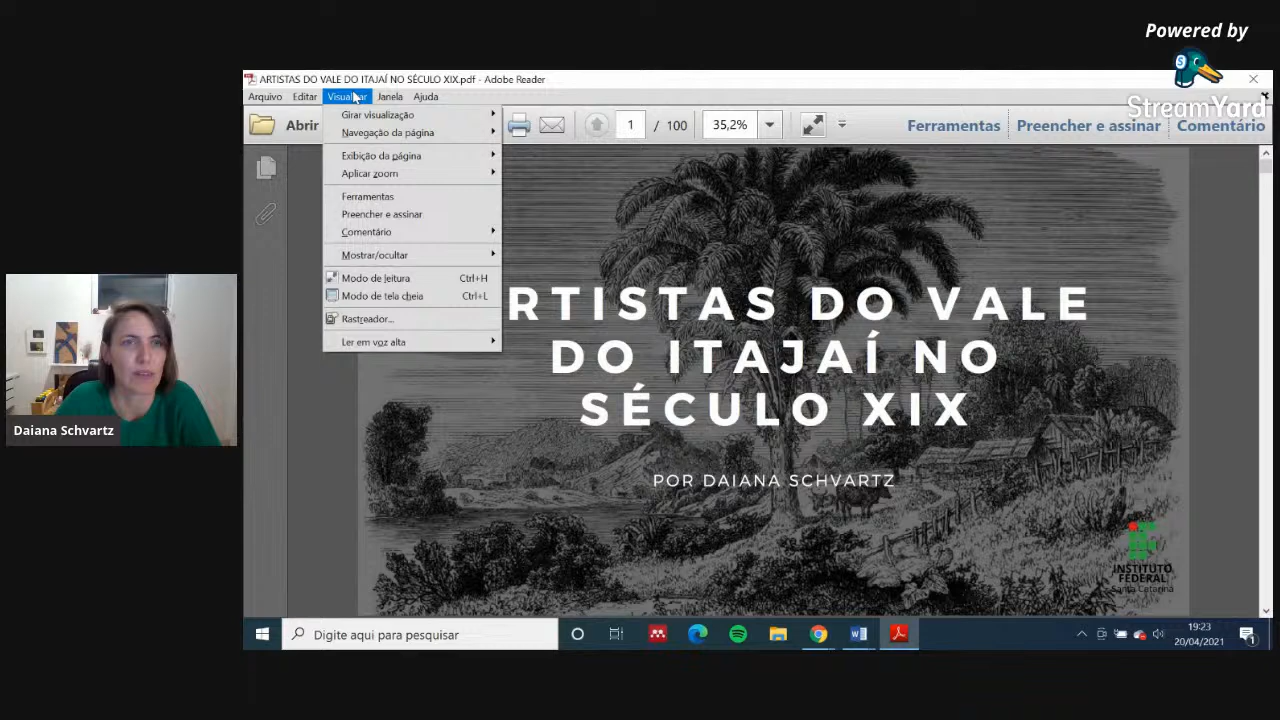 Powered by
StreamYard
ARTISTAS DO VALE DO ITAJAÍ NO SÉCULO XIX.pdf - Adobe Reader
Arquivo Editar Visualizar Janela Ajuda
Abrir
1 / 100
35,2%
Ferramentas Preencher e assinar Comentário
Girar visualização
Navegação da página
Exibição da página
Aplicar zoom
Ferramentas
Preencher e assinar
Comentário
Mostrar/ocultar
Modo de leitura Ctrl+H
Modo de tela cheia Ctrl+L
Rastreador...
Ler em voz alta
RTISTAS DO VALE
DO ITAJAÍ NO
SÉCULO XIX
POR DAIANA SCHVARTZ
INSTITUTO
FEDERAL
Santa Catarina
Daiana Schvartz
Digite aqui para pesquisar
19:23
20/04/2021